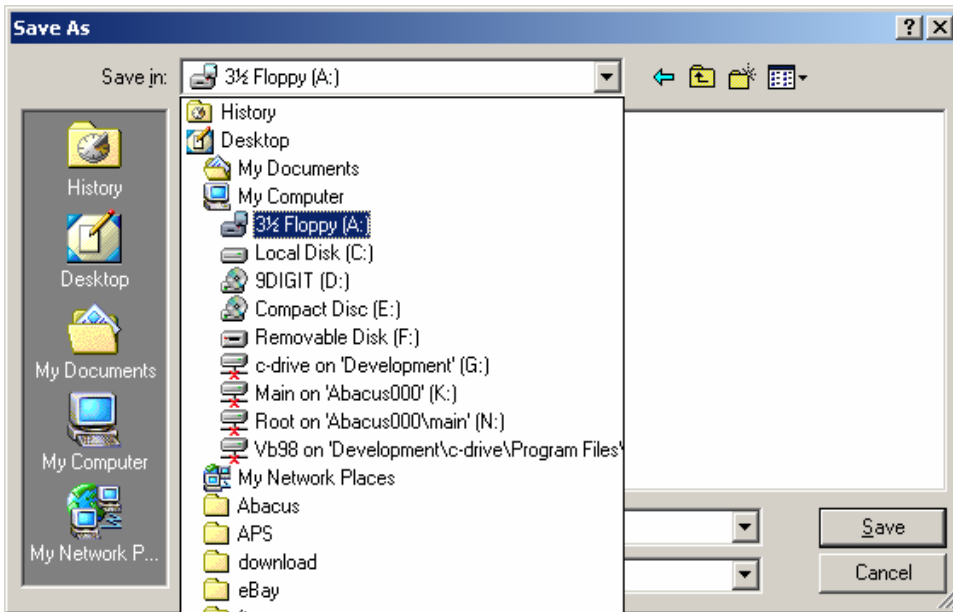 Save As
Save in: 3½ Floppy (A:)
History
Desktop
My Documents
My Computer
My Network P...
History
Desktop
My Documents
My Computer
3½ Floppy (A:)
Local Disk (C:)
9DIGIT (D:)
Compact Disc (E:)
Removable Disk (F:)
c-drive on 'Development' (G:)
Main on 'Abacus000' (K:)
Root on 'Abacus000\main' (N:)
Vb98 on 'Development\c-drive\Program Files'
My Network Places
Abacus
APS
download
eBay
Save
Cancel